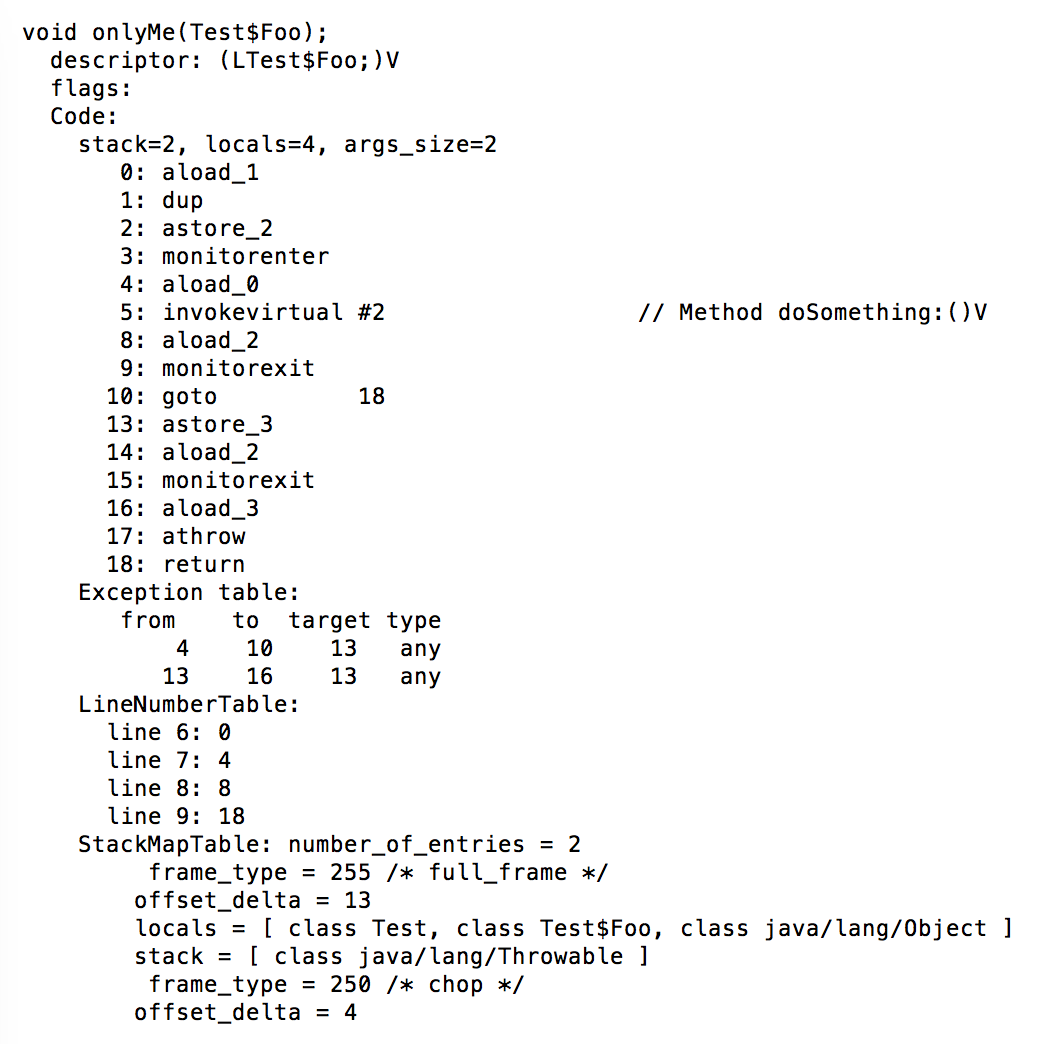 void onlyMe(Test$Foo);
descriptor: (LTest$Foo;)V
flags:
Code:
stack=2, locals=4, args_size=2
0: aload_1
1: dup
2: astore_2
3: monitorenter
4: aload_0
5: invokevirtual #2 // Method doSomething:()V
8: aload_2
9: monitorexit
10: goto 18
13: astore_3
14: aload_2
15: monitorexit
16: aload_3
17: athrow
18: return
Exception table:
from to target type
4 10 13 any
13 16 13 any
LineNumberTable:
line 6: 0
line 7: 4
line 8: 8
line 9: 18
StackMapTable: number_of_entries = 2
frame_type = 255 /* full_frame */
offset_delta = 13
locals = [ class Test, class Test$Foo, class java/lang/Object ]
stack = [ class java/lang/Throwable ]
frame_type = 250 /* chop */
offset_delta = 4